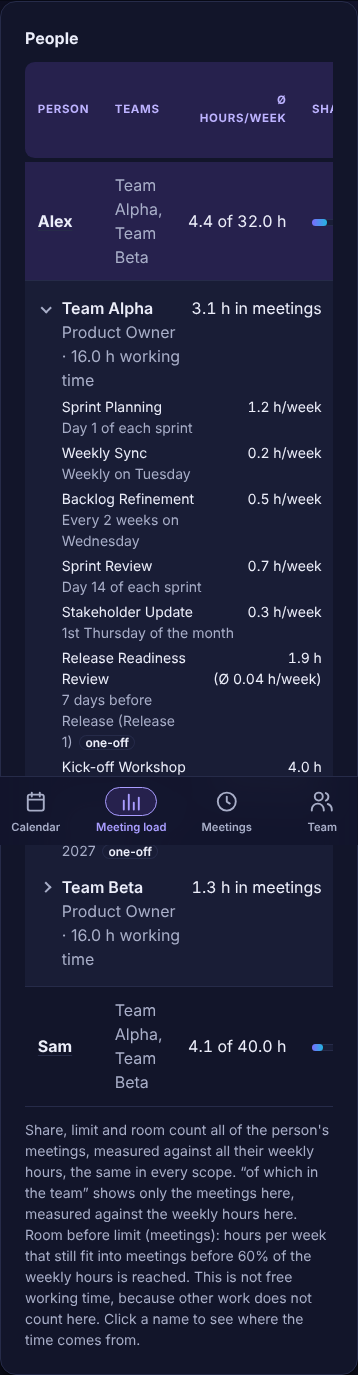 People
PERSON TEAMS Ø HOURS/WEEK
Alex Team Alpha, Team Beta 4.4 of 32.0 h
Team Alpha 3.1 h in meetings
Product Owner
· 16.0 h working
time
Sprint Planning 1.2 h/week
Day 1 of each sprint
Weekly Sync 0.2 h/week
Weekly on Tuesday
Backlog Refinement 0.5 h/week
Every 2 weeks on
Wednesday
Sprint Review 0.7 h/week
Day 14 of each sprint
Stakeholder Update 0.3 h/week
1st Thursday of the month
Release Readiness 1.9 h
Review (Ø 0.04 h/week)
7 days before
Release (Release
1) one-off
Kick-off Workshop 4.0 h
Calendar Meeting load Meetings Team
2027 one-off
Team Beta 1.3 h in meetings
Product Owner
· 16.0 h working
time
Sam Team Alpha, Team Beta 4.1 of 40.0 h
Share, limit and room count all of the person's
meetings, measured against all their weekly
hours, the same in every scope. “of which in
the team” shows only the meetings here,
measured against the weekly hours here.
Room before limit (meetings): hours per week
that still fit into meetings before 60% of the
weekly hours is reached. This is not free
working time, because other work does not
count here. Click a name to see where the
time comes from.